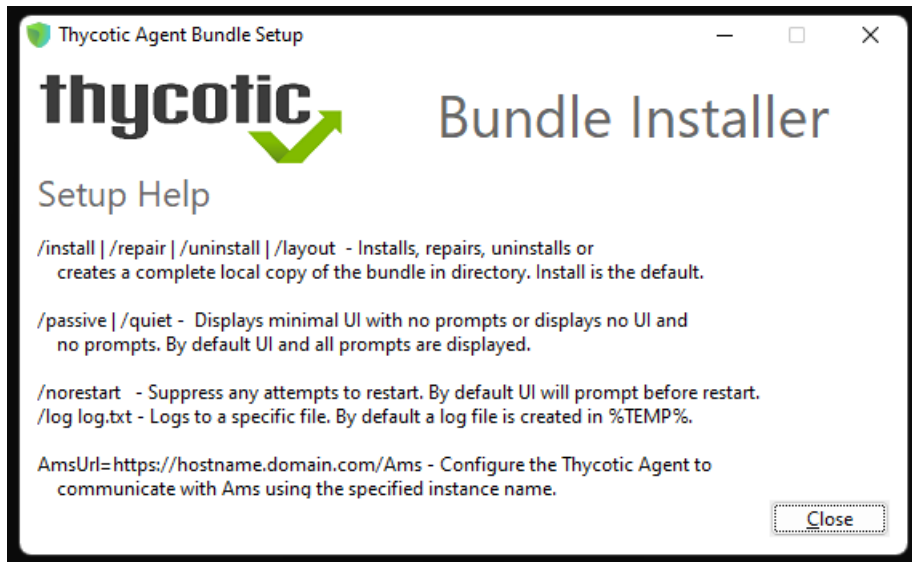 Thycotic Agent Bundle Setup
thycotic
Bundle Installer
Setup Help
/install | /repair | /uninstall | /layout - Installs, repairs, uninstalls or
creates a complete local copy of the bundle in directory. Install is the default.
/passive | /quiet - Displays minimal UI with no prompts or displays no UI and
no prompts. By default UI and all prompts are displayed.
/norestart - Suppress any attempts to restart. By default UI will prompt before restart.
/log log.txt - Logs to a specific file. By default a log file is created in %TEMP%.
AmsUrl=https://hostname.domain.com/Ams - Configure the Thycotic Agent to
communicate with Ams using the specified instance name.
Close